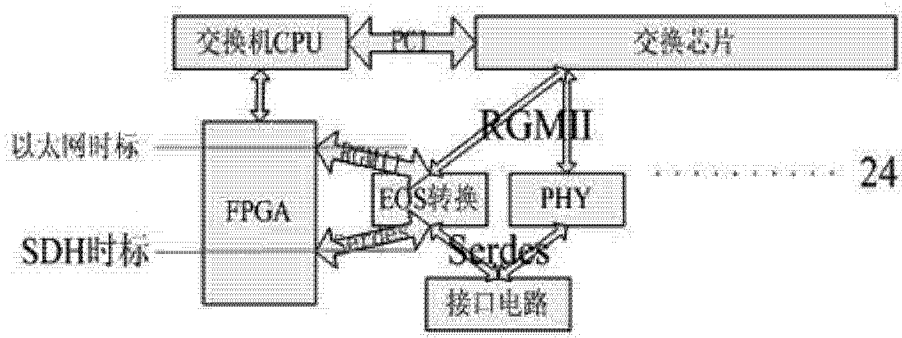 交换机CPU
PCI
交换芯片
RGMII
以太网时标
RGMII
24
FPGA
EOS转换
PHY
SDH时标
Serdes
Serdes
接口电路